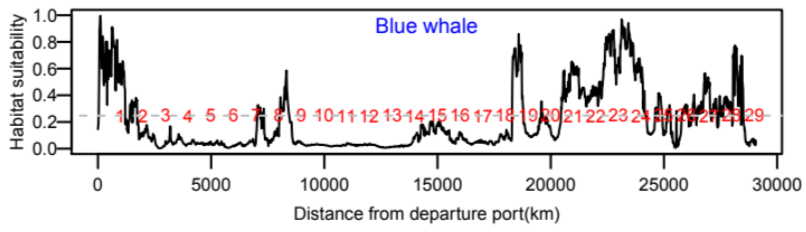 Blue whale
Habitat suitability
1.0
0.8
0.6
0.4
0.2
0.0
1 2 3 4 5 6 7 8 9 10 11 12 13 14 15 16 17 18 19 20 21 22 23 24 25 26 27 28 29
0 5000 10000 15000 20000 25000 30000
Distance from departure port(km)